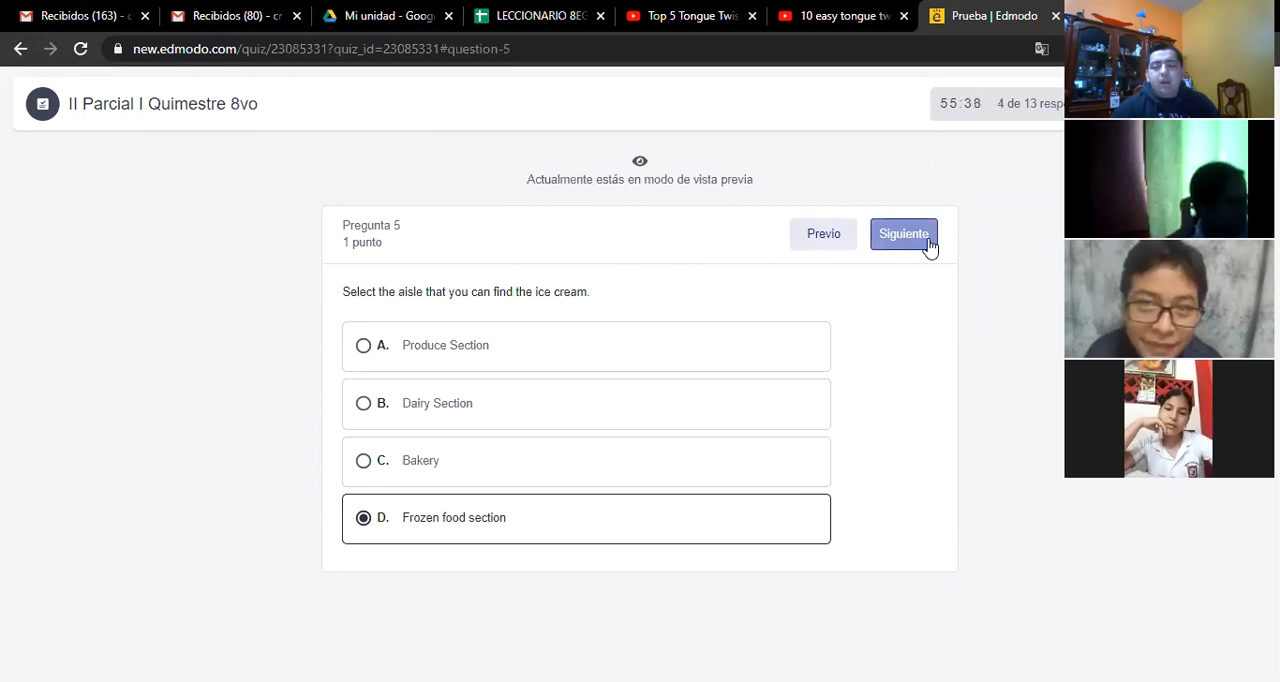 Recibidos (163) - c
Recibidos (80) - cr
Mi unidad - Goog
LECCIONARIO 8EG
Top 5 Tongue Twis
10 easy tongue tw
Prueba | Edmodo
new.edmodo.com/quiz/23085331?quiz_id=23085331#question-5
II Parcial I Quimestre 8vo
55:38 4 de 13 resp
Actualmente estás en modo de vista previa
Pregunta 5
1 punto
Previo
Siguiente
Select the aisle that you can find the ice cream.
A. Produce Section
B. Dairy Section
C. Bakery
D. Frozen food section